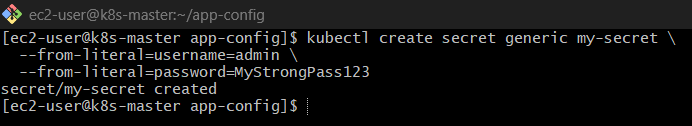 ec2-user@k8s-master:~/app-config
[ec2-user@k8s-master app-config]$ kubectl create secret generic my-secret \
  --from-literal=username=admin \
  --from-literal=password=MyStrongPass123
secret/my-secret created
[ec2-user@k8s-master app-config]$